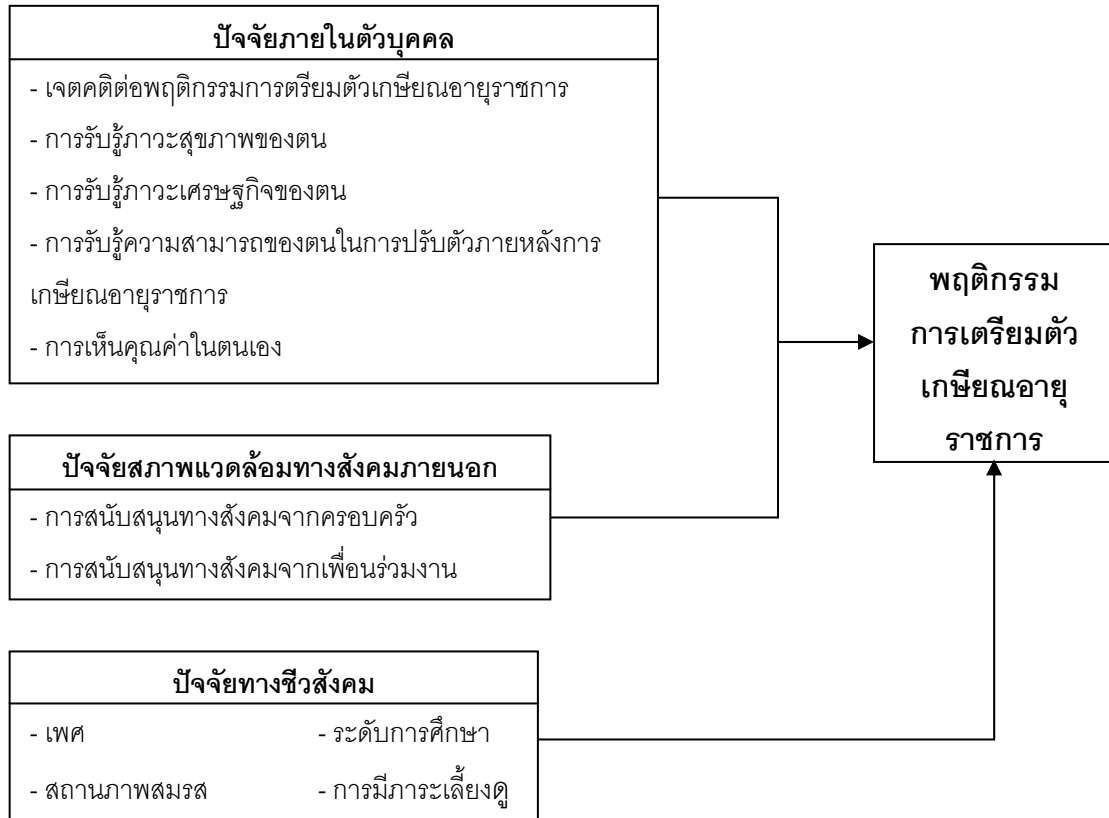 ปัจจัยภายในตัวบุคคล
- เจตคติต่อพฤติกรรมการตรียมตัวเกษียณอายุราชการ
- การรับรู้ภาวะสุขภาพของตน
- การรับรู้ภาวะเศรษฐกิจของตน
- การรับรู้ความสามารถของตนในการปรับตัวภายหลังการ
เกษียณอายุราชการ
- การเห็นคุณค่าในตนเอง
พฤติกรรม
การเตรียมตัว
เกษียณอายุ
ราชการ
ปัจจัยสภาพแวดล้อมทางสังคมภายนอก
- การสนับสนุนทางสังคมจากครอบครัว
- การสนับสนุนทางสังคมจากเพื่อนร่วมงาน
ปัจจัยทางชีวสังคม
- เพศ - ระดับการศึกษา
- สถานภาพสมรส - การมีภาระเลี้ยงดู